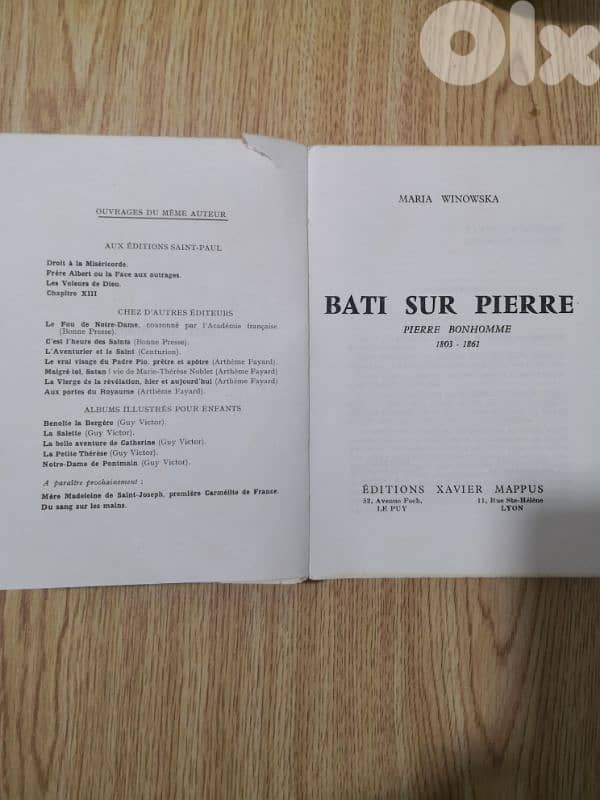 OLX
OUVRAGES DU MÊME AUTEUR
AUX ÉDITIONS SAINT-PAUL
Droit à la Miséricorde.
Frère Albert ou la Face aux outrages.
Les Voleurs de Dieu.
Chapitre XIII
CHEZ D'AUTRES ÉDITEURS
Le Fou de Notre-Dame, couronné par l'Académie française
(Bonne Presse).
C'est l'heure des Saints (Bonne Presse).
L'Aventurier et le Saint (Centurion).
Le vrai visage du Padre Pio, prêtre et apôtre (Arthème Fayard).
Malgré toi, Satan ! vie de Marie-Thérèse Noblet (Arthème Fayard)
La Vierge de la révélation, hier et aujourd'hui (Arthème Fayard)
Aux portes du Royaume (Arthème Fayard).
ALBUMS ILLUSTRÉS POUR ENFANTS
Benoîte la Bergère (Guy Victor).
La Salette (Guy Victor).
La belle aventure de Catherine (Guy Victor).
La Petite Thérèse (Guy Victor).
Notre-Dame de Pontmain (Guy Victor).
A paraître prochainement :
Mère Madeleine de Saint-Joseph, première Carmélite de France.
Du sang sur les mains.
MARIA WINOWSKA
BATI SUR PIERRE
PIERRE BONHOMME
1803 - 1861
ÉDITIONS XAVIER MAPPUS
52, Avenue Foch, 11, Rue Ste-Hélène
LE PUY LYON